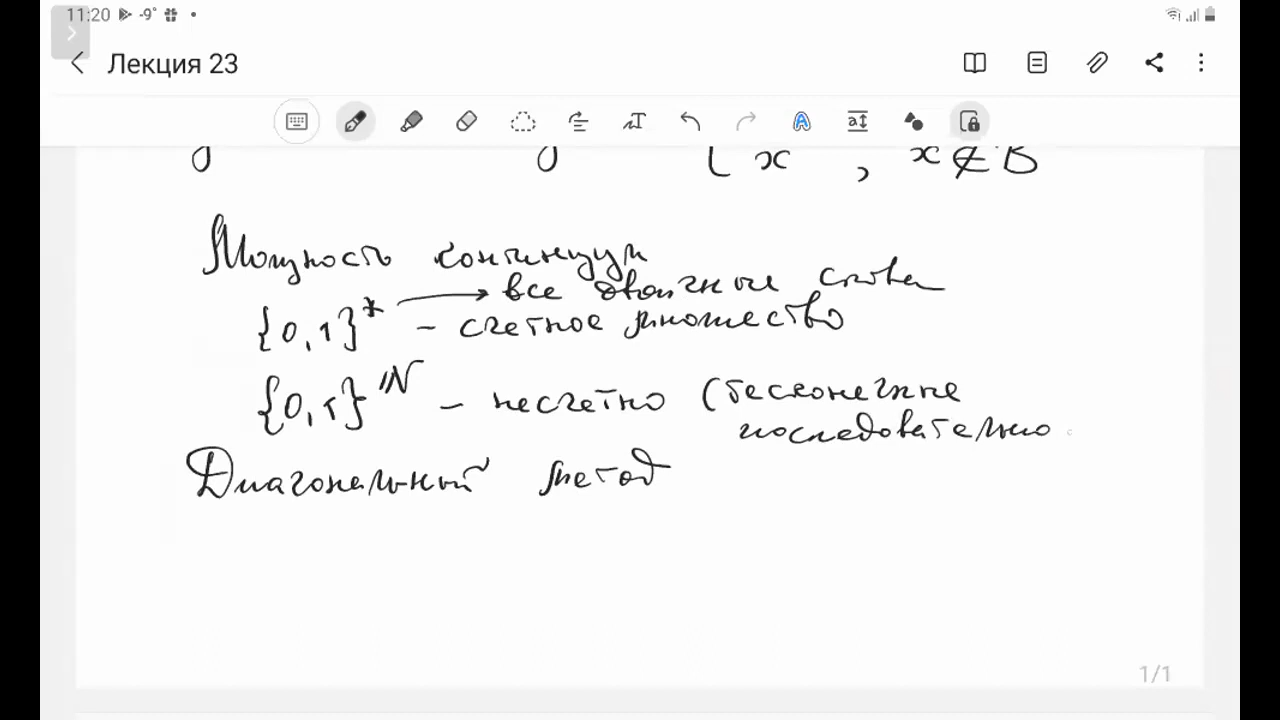 11:20 -9°
Лекция 23
x , x ∉ B
Мощность континуум
{0,1}* → все двоичные слова
– счетное множество
{0,1}^ℕ – несчетно (бесконечные
последовательно
Диагональный метод
1/1